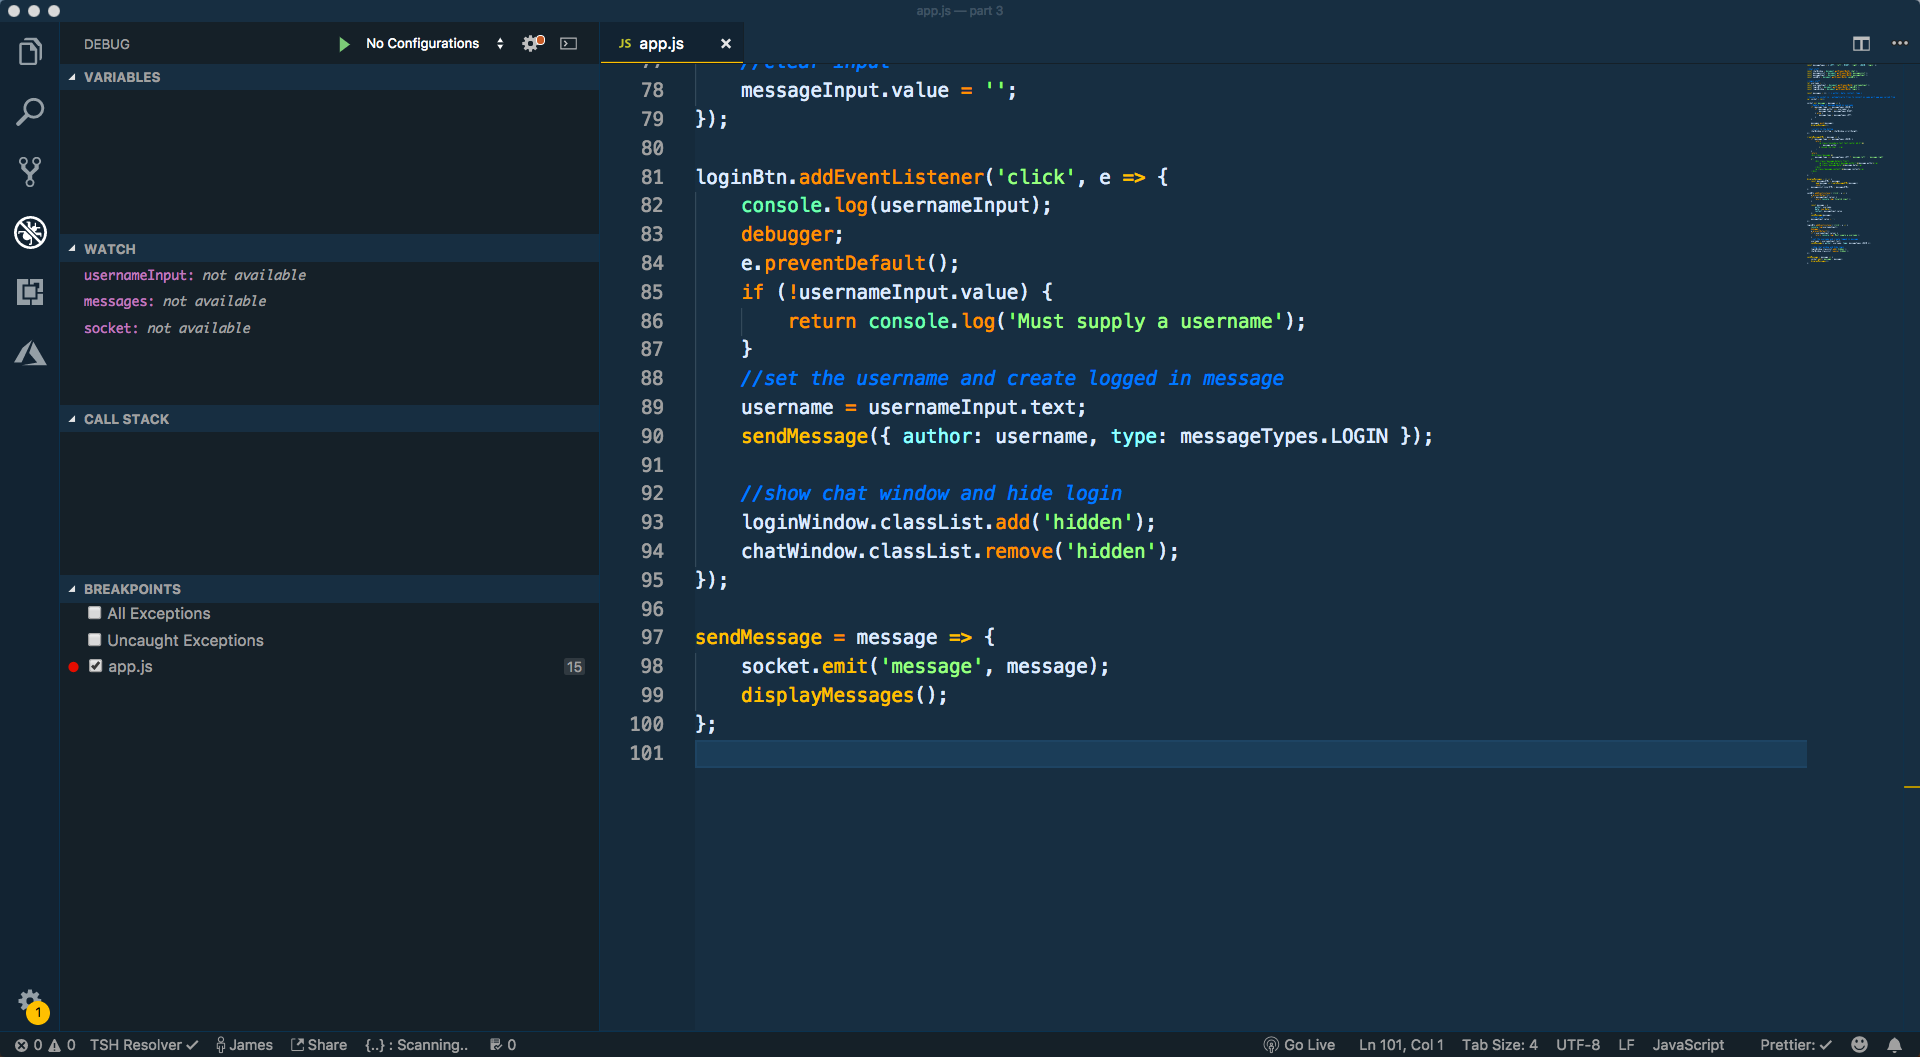 app.js — part 3
DEBUG
No Configurations
JS app.js
VARIABLES
WATCH
usernameInput: not available
messages: not available
socket: not available
CALL STACK
BREAKPOINTS
All Exceptions
Uncaught Exceptions
app.js 15
77 //clear input
78 messageInput.value = '';
79 });
80
81 loginBtn.addEventListener('click', e => {
82 console.log(usernameInput);
83 debugger;
84 e.preventDefault();
85 if (!usernameInput.value) {
86 return console.log('Must supply a username');
87 }
88 //set the username and create logged in message
89 username = usernameInput.text;
90 sendMessage({ author: username, type: messageTypes.LOGIN });
91
92 //show chat window and hide login
93 loginWindow.classList.add('hidden');
94 chatWindow.classList.remove('hidden');
95 });
96
97 sendMessage = message => {
98 socket.emit('message', message);
99 displayMessages();
100 };
101
1
0 0 TSH Resolver James Share {..} : Scanning.. 0 Go Live Ln 101, Col 1 Tab Size: 4 UTF-8 LF JavaScript Prettier: